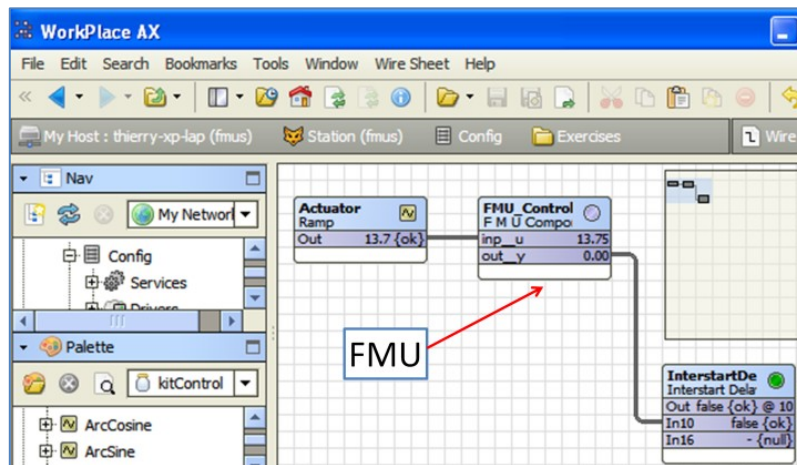 WorkPlace AX
File Edit Search Bookmarks Tools Window Wire Sheet Help
My Host : thierry-xp-lap (fmus) Station (fmus) Config Exercises Wire
Nav
My Networ
Config
Services
Drivers
Palette
kitControl
ArcCosine
ArcSine
Actuator
Ramp
Out 13.7 {ok}
FMU_Control
F M U Compoi
inp__u 13.75
out__y 0.00
FMU
InterstartDe
Interstart Delar
Out false {ok} @ 10
In10 false {ok}
In16 - {null}